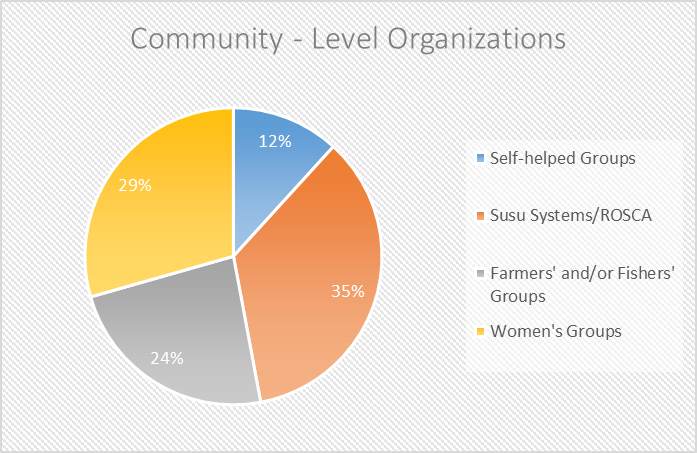 Community - Level Organizations
12%
29%
35%
24%
Self-helped Groups
Susu Systems/ROSCA
Farmers' and/or Fishers'
Groups
Women's Groups